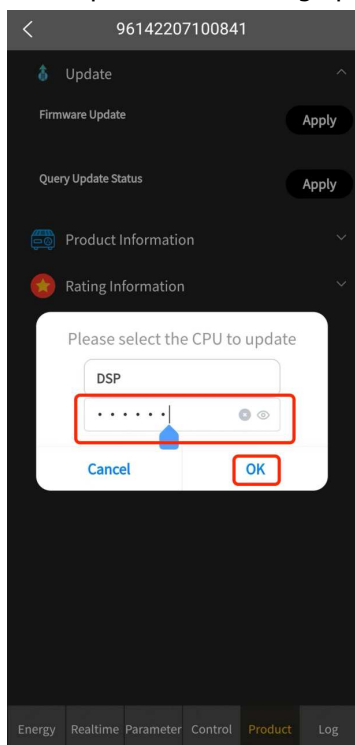 96142207100841
Update
Firmware Update
Apply
Query Update Status
Apply
Product Information
Rating Information
Please select the CPU to update
DSP
••••••
Cancel
OK
Energy Realtime Parameter Control Product Log